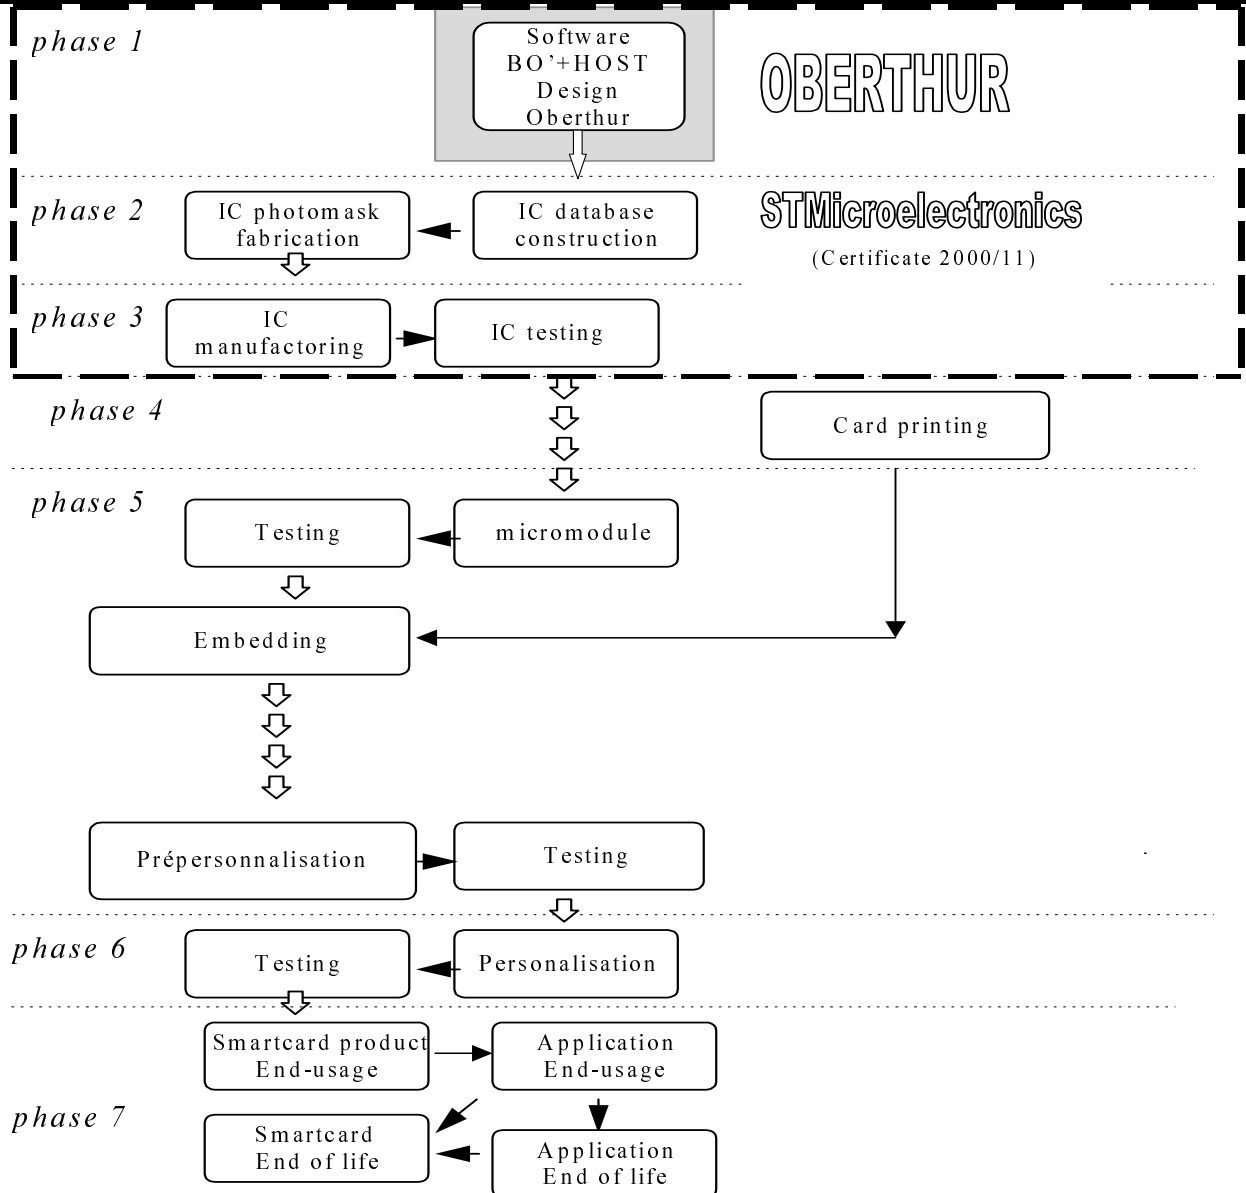 phase 1
Software
BO'+HOST
Design
Oberthur
OBERTHUR
phase 2
IC photomask
fabrication
IC database
construction
STMicroelectronics
(Certificate 2000/11)
phase 3
IC
manufactoring
IC testing
phase 4
Card printing
phase 5
Testing
micromodule
Embedding
Prépersonnalisation
Testing
phase 6
Testing
Personalisation
Smartcard product
End-usage
Application
End-usage
phase 7
Smartcard
End of life
Application
End of life